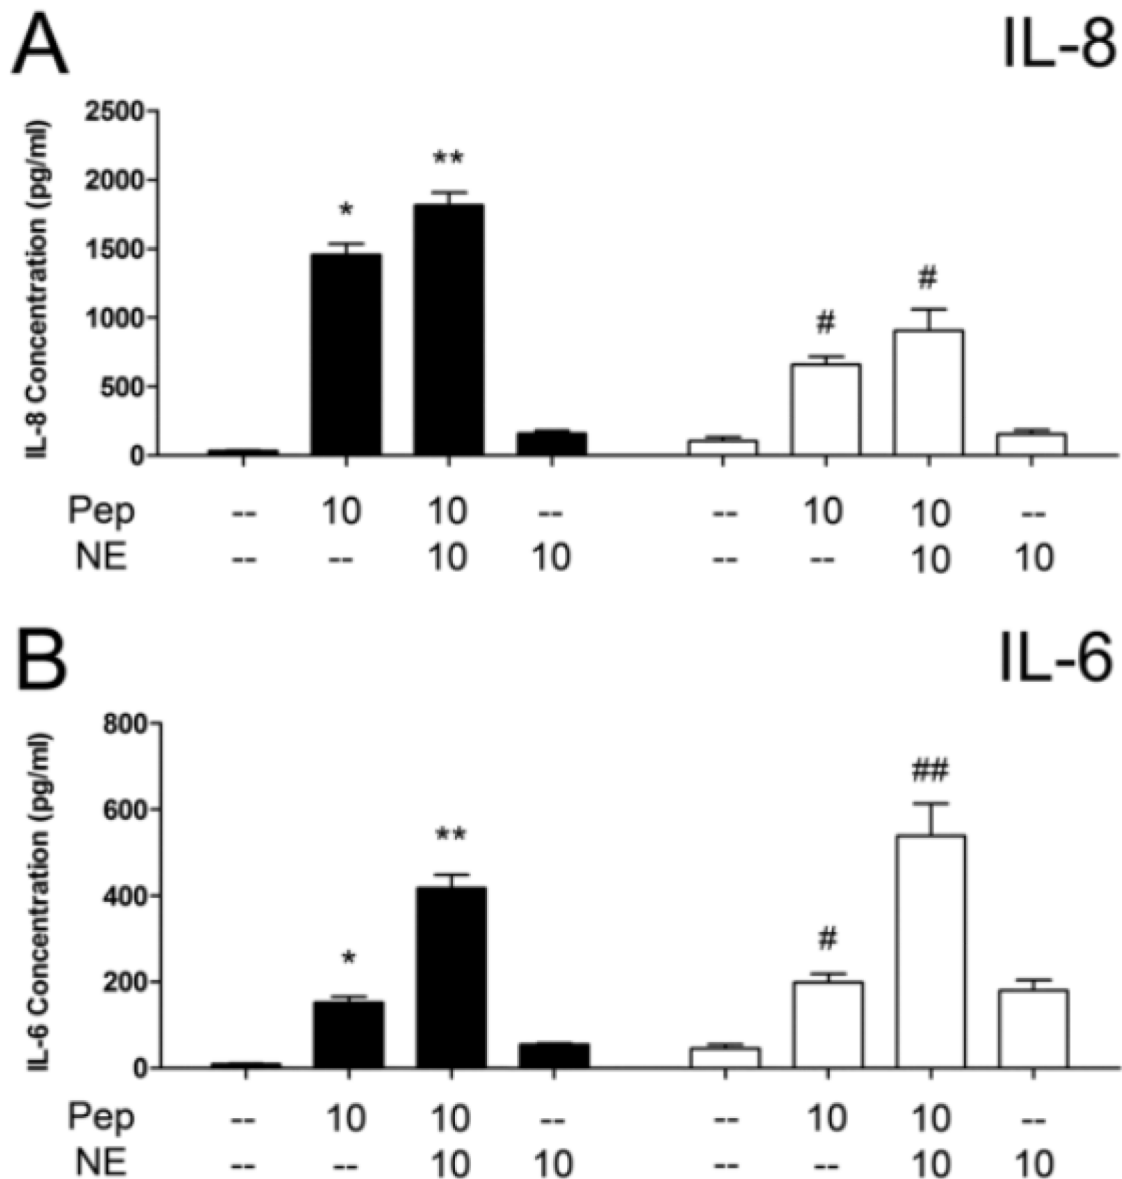 A IL-8
IL-8 Concentration (pg/ml)
2500
2000
1500
1000
500
0
* ** # #
Pep -- 10 10 -- -- 10 10 --
NE -- -- 10 10 -- -- 10 10
B IL-6
IL-6 Concentration (pg/ml)
800
600
400
200
0
* ** # ##
Pep -- 10 10 -- -- 10 10 --
NE -- -- 10 10 -- -- 10 10